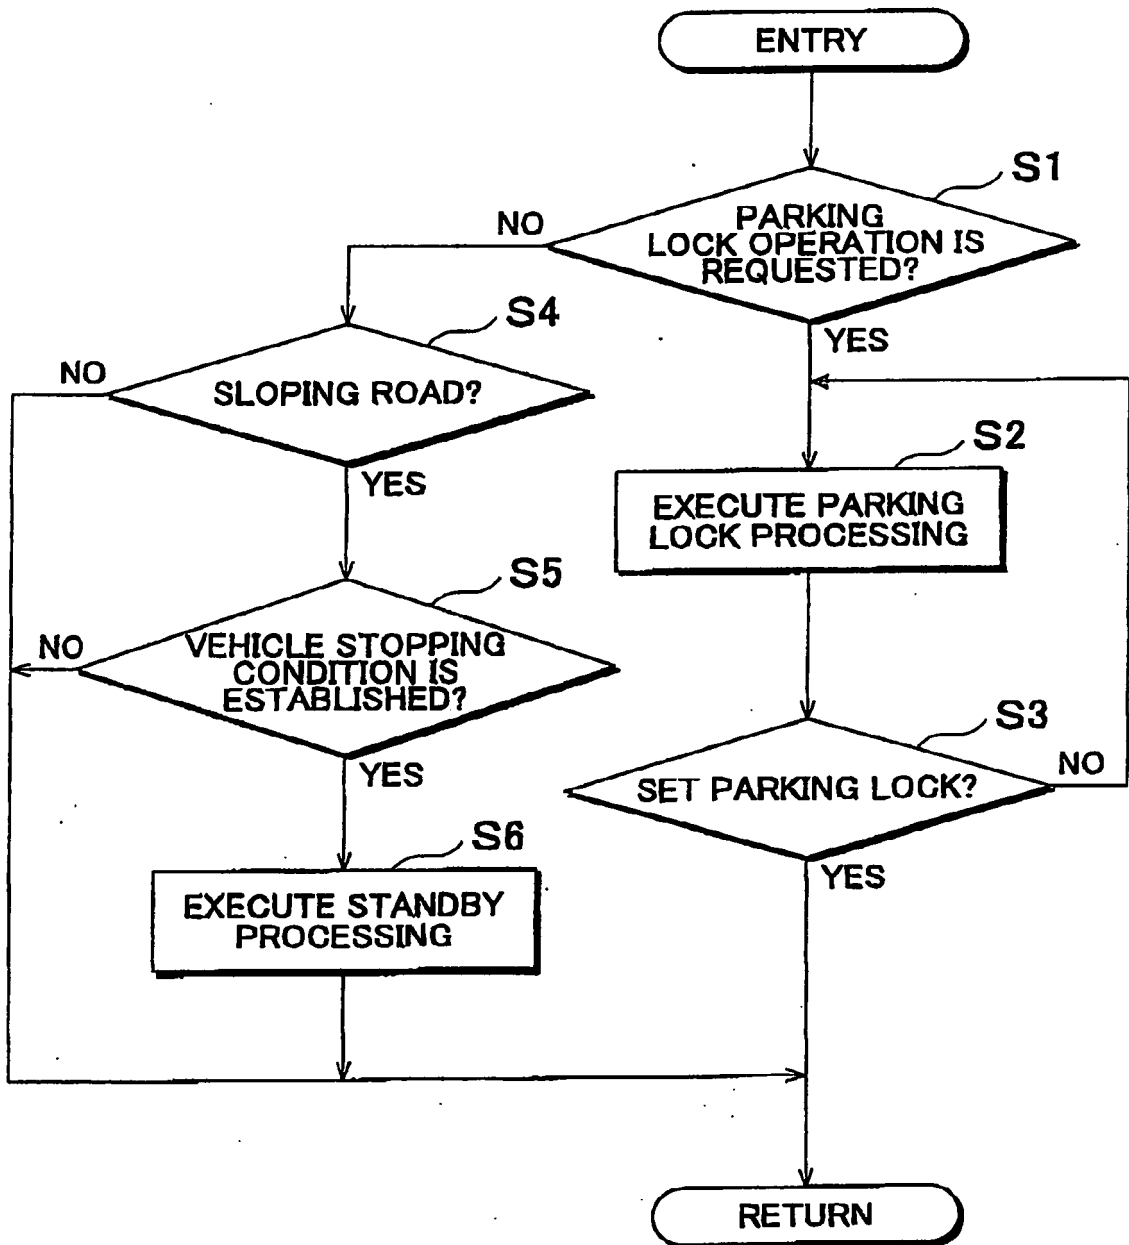 ENTRY
S1
PARKING
LOCK OPERATION IS
REQUESTED?
NO
YES
S4
SLOPING ROAD?
NO
YES
S2
EXECUTE PARKING
LOCK PROCESSING
S5
VEHICLE STOPPING
CONDITION IS
ESTABLISHED?
NO
YES
S3
SET PARKING LOCK?
NO
YES
S6
EXECUTE STANDBY
PROCESSING
RETURN